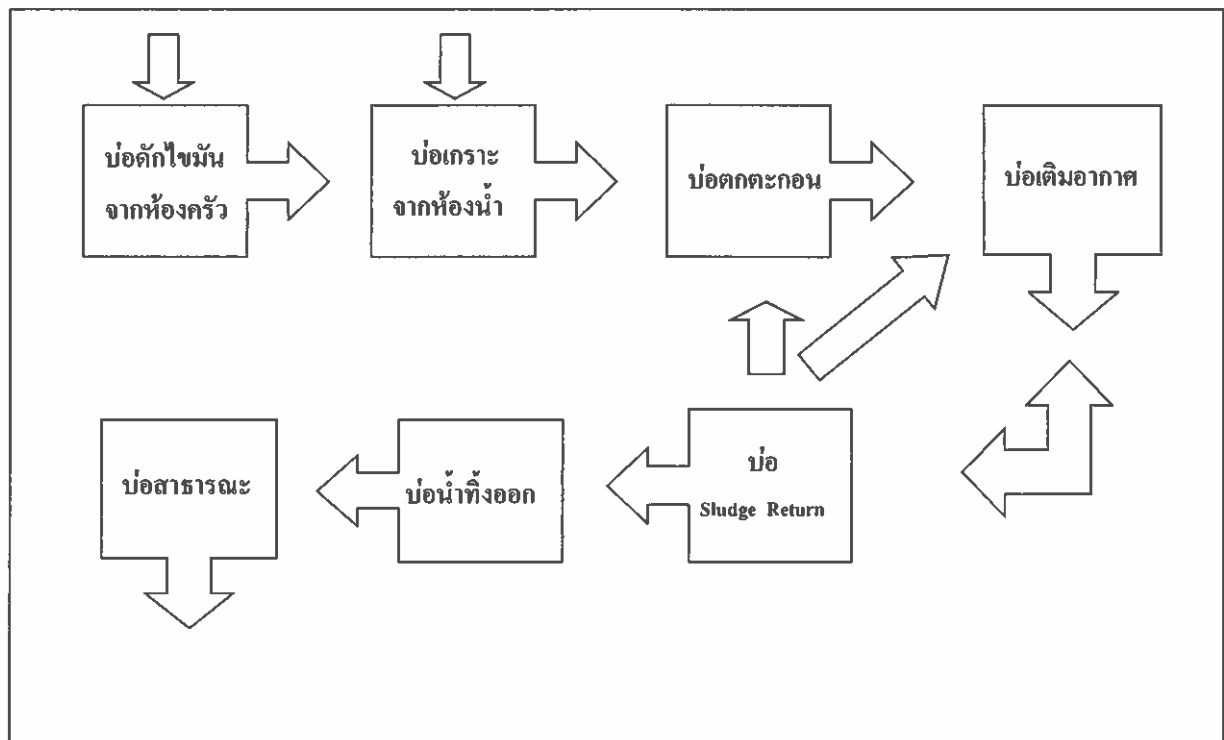 บ่อดักไขมัน
จากห้องครัว
บ่อเกราะ
จากห้องน้ำ
บ่อตกตะกอน
บ่อเติมอากาศ
บ่อสาธารณะ
บ่อน้ำทิ้งออก
บ่อ
Sludge Return